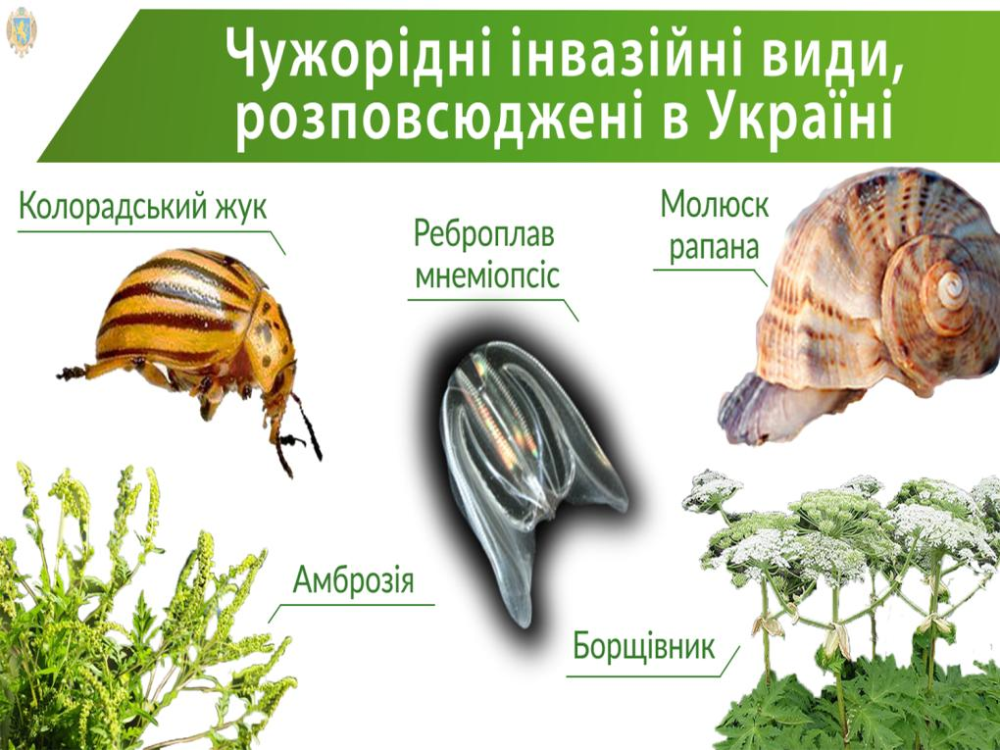 Чужорідні інвазійні види,
розповсюджені в Україні
Колорадський жук
Реброплав
мнеміопсіс
Молюск
рапана
Амброзія
Борщівник